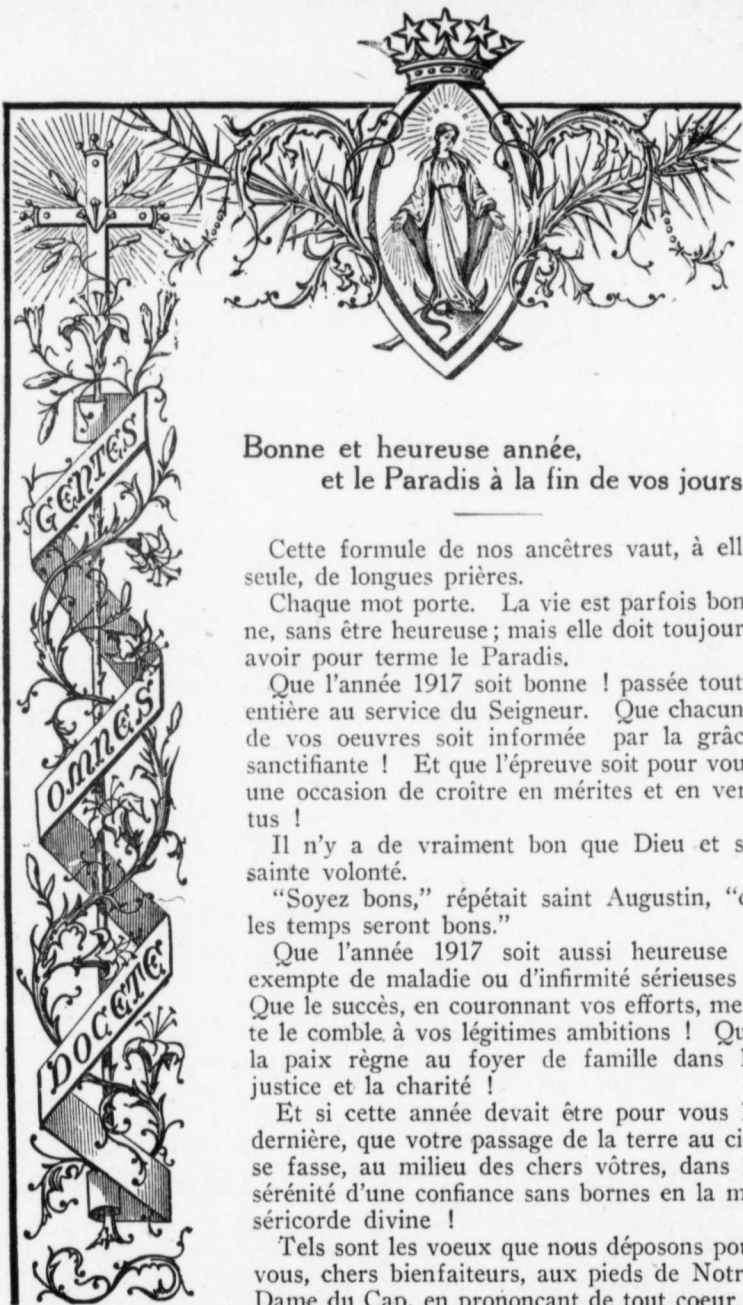 GENTES
OMNES
DOCETE
Bonne et heureuse année,
et le Paradis à la fin de vos jours
Cette formule de nos ancêtres vaut, à ell
seule, de longues prières.
Chaque mot porte. La vie est parfois bon
ne, sans être heureuse; mais elle doit toujour
avoir pour terme le Paradis.
Que l'année 1917 soit bonne ! passée tout
entière au service du Seigneur. Que chacun
de vos oeuvres soit informée par la grâc
sanctifiante ! Et que l'épreuve soit pour vou
une occasion de croître en mérites et en ver
tus !
Il n'y a de vraiment bon que Dieu et s
sainte volonté.
"Soyez bons," répétait saint Augustin, "
les temps seront bons."
Que l'année 1917 soit aussi heureuse
exempte de maladie ou d'infirmité sérieuses
Que le succès, en couronnant vos efforts, me
te le comble à vos légitimes ambitions ! Qu
la paix règne au foyer de famille dans l
justice et la charité !
Et si cette année devait être pour vous
dernière, que votre passage de la terre au ci
se fasse, au milieu des chers vôtres, dans
sérénité d'une confiance sans bornes en la m
séricorde divine !
Tels sont les voeux que nous déposons pou
vous, chers bienfaiteurs, aux pieds de Notr
Dame du Cap, en prononçant de tout coeur